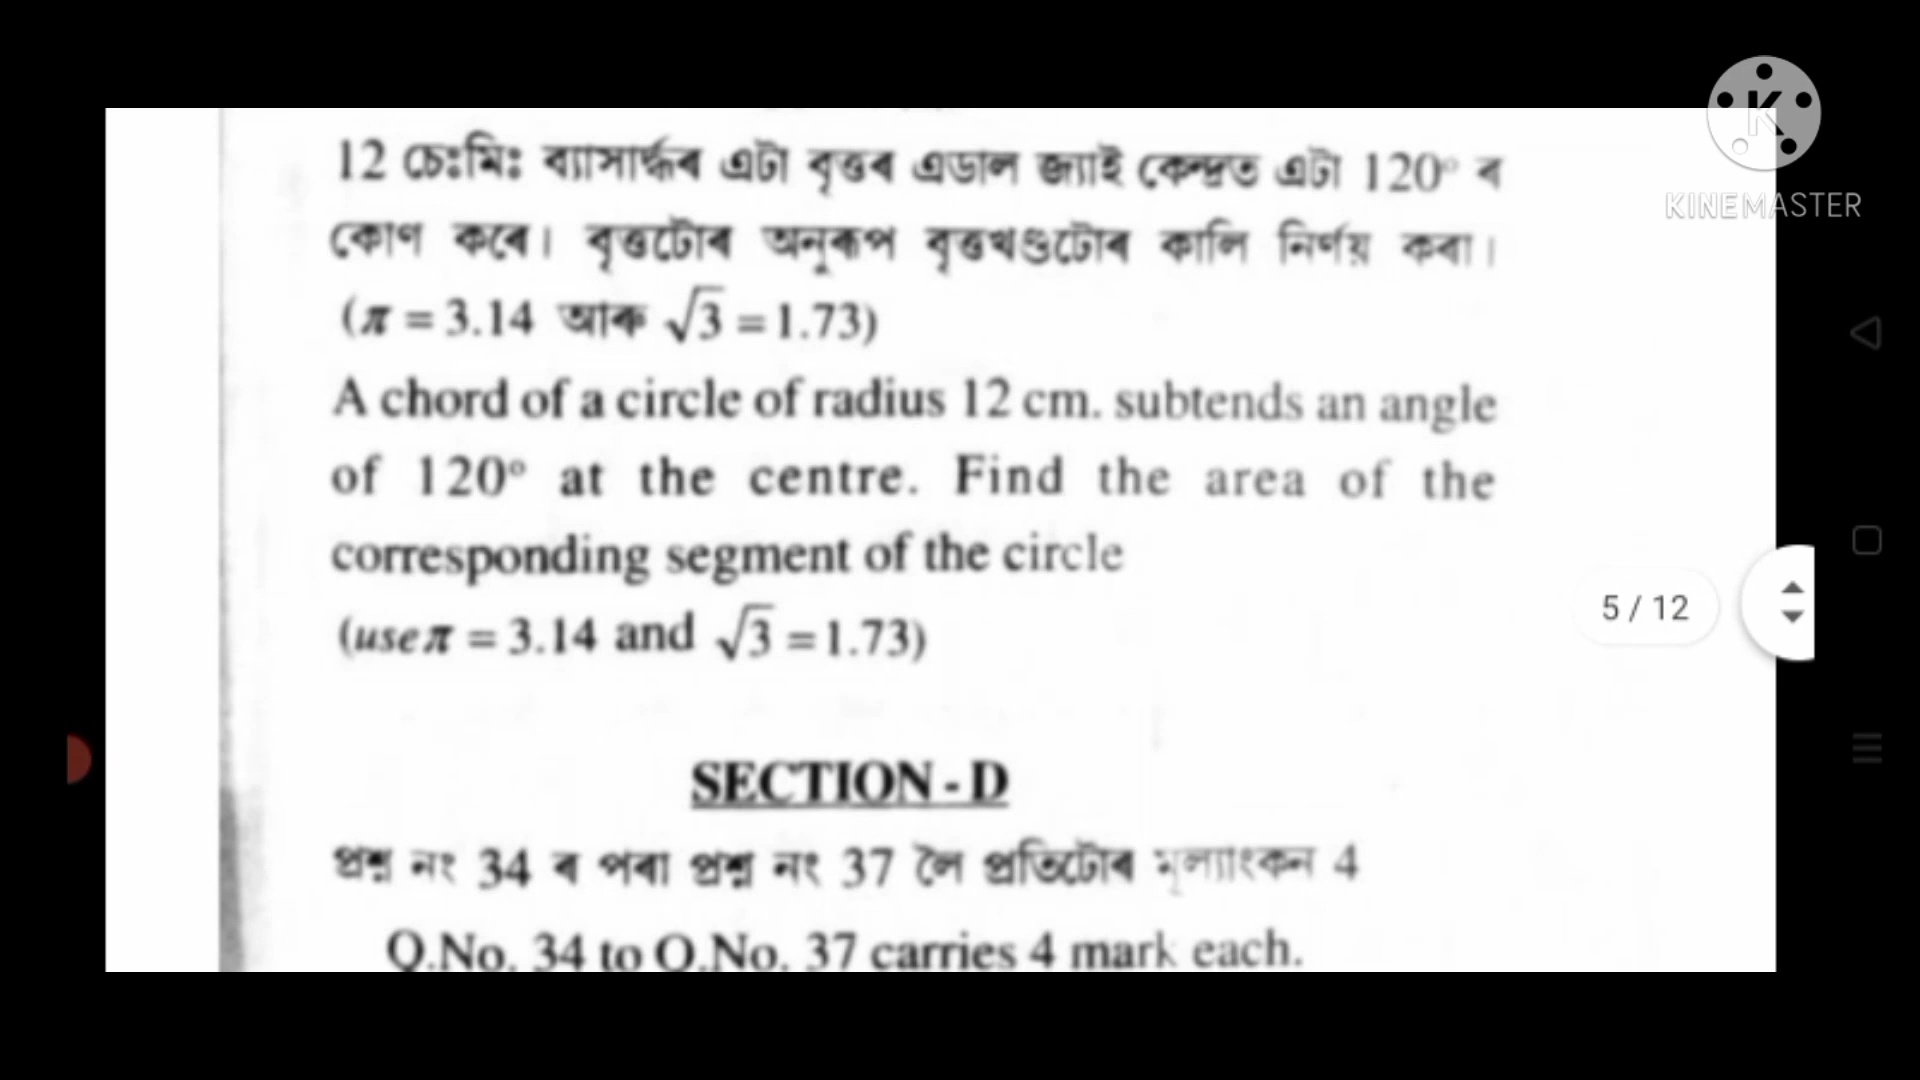 12 চেঃমিঃ ব্যাসাৰ্দ্ধৰ এটা বৃত্তৰ এডাল জ্যাই কেন্দ্ৰত এটা 120° ৰ
কোণ কৰে। বৃত্তটোৰ অনুৰূপ বৃত্তখণ্ডটোৰ কালি নিৰ্ণয় কৰা।
(π = 3.14 আৰু √3 = 1.73)
A chord of a circle of radius 12 cm. subtends an angle
of 120° at the centre. Find the area of the
corresponding segment of the circle
(use π = 3.14 and √3 = 1.73)
SECTION - D
প্ৰশ্ন নং 34 ৰ পৰা প্ৰশ্ন নং 37 লৈ প্ৰতিটোৰ মূল্যাংকন 4
Q.No. 34 to Q.No. 37 carries 4 mark each.
K
KINEMASTER
5 / 12